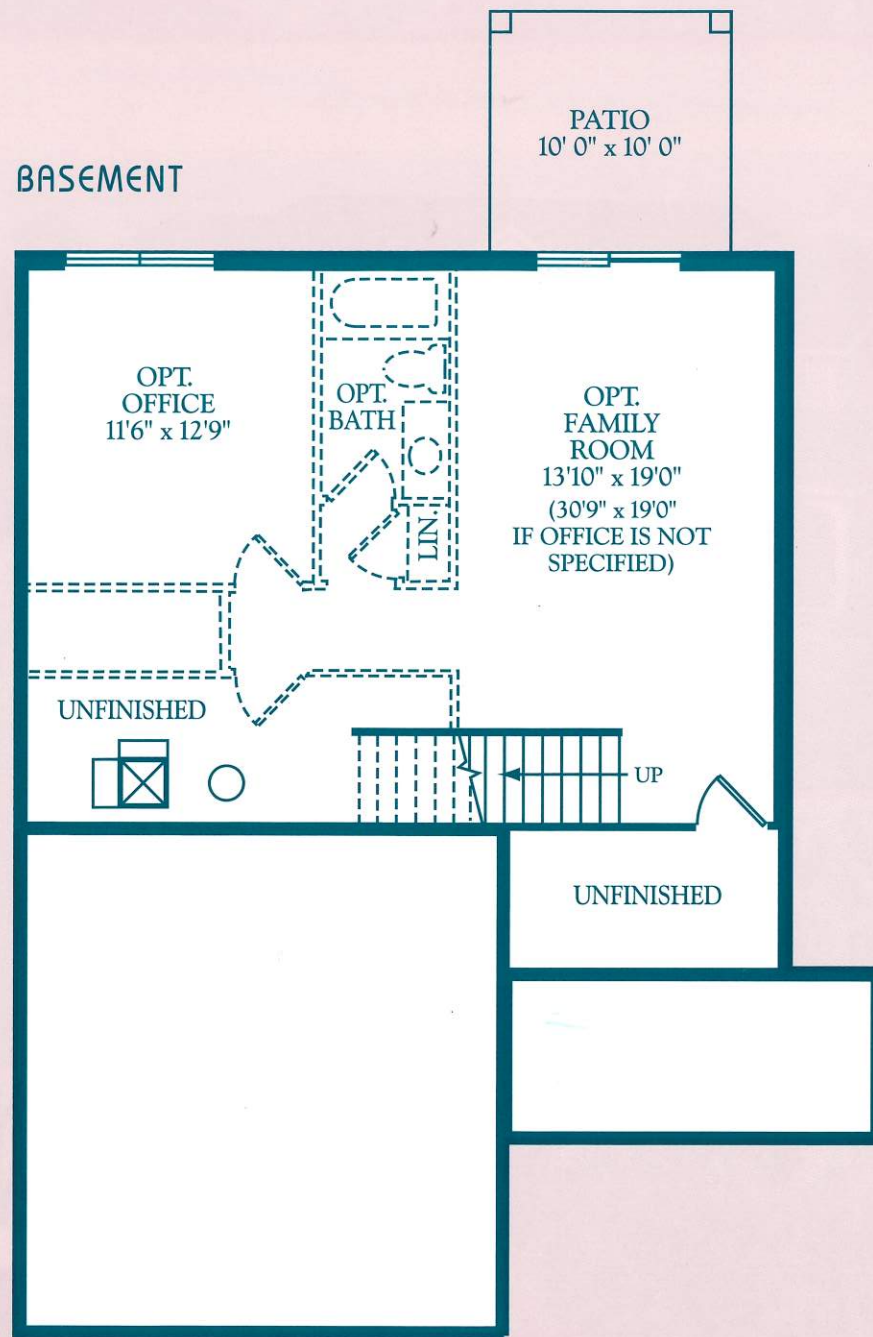 PATIO
10' 0" x 10' 0"
BASEMENT
OPT.
OFFICE
11'6" x 12'9"
OPT.
BATH
LIN.
OPT.
FAMILY
ROOM
13'10" x 19'0"
(30'9" x 19'0"
IF OFFICE IS NOT
SPECIFIED)
UNFINISHED
UP
UNFINISHED